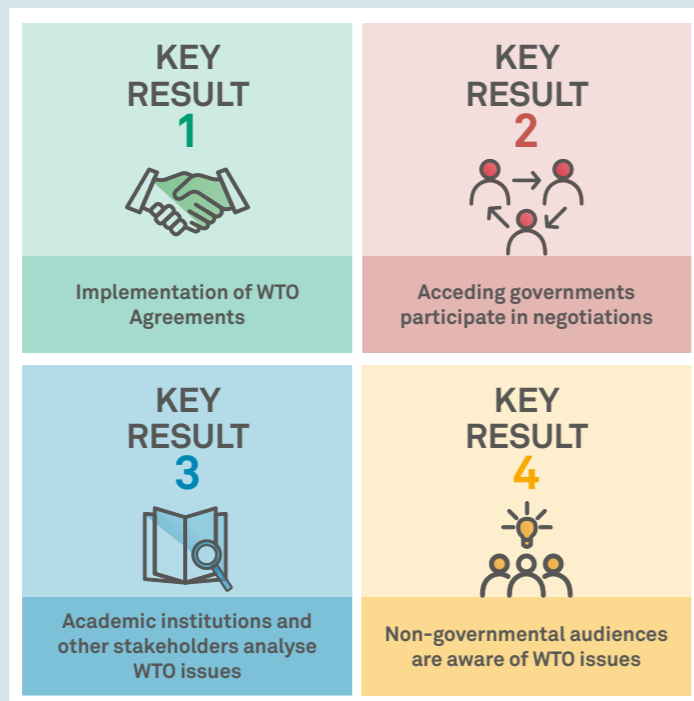 KEY
RESULT
1
Implementation of WTO
Agreements
KEY
RESULT
2
Acceding governments
participate in negotiations
KEY
RESULT
3
Academic institutions and
other stakeholders analyse
WTO issues
KEY
RESULT
4
Non-governmental audiences
are aware of WTO issues